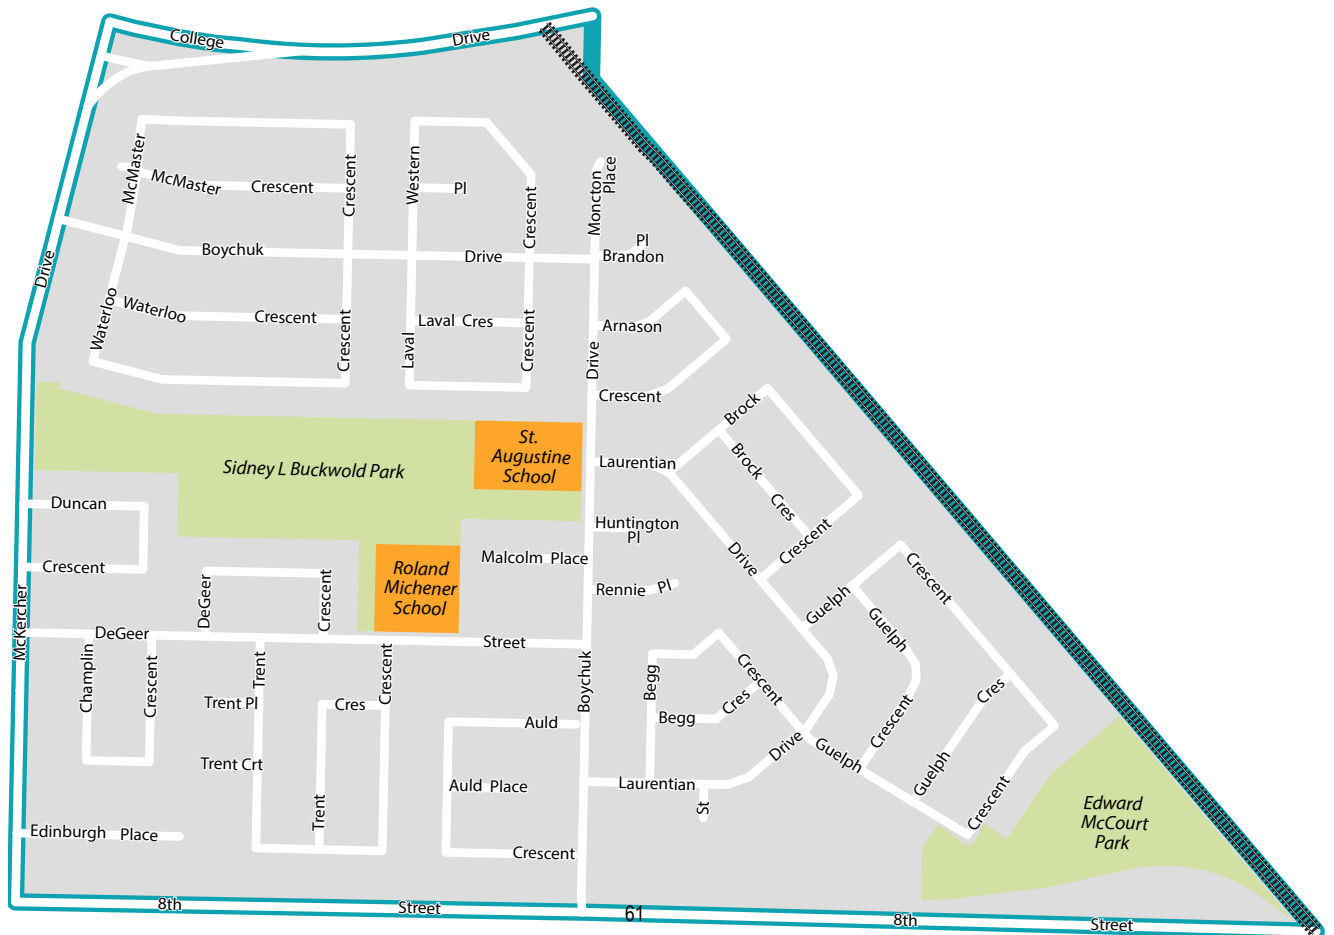 College
Drive
McMaster
McMaster
Crescent
Crescent
Western
Pl
Crescent
Moncton
Place
Drive
Boychuk
Drive
Pl
Brandon
Waterloo
Waterloo
Crescent
Crescent
Laval
Laval Cres
Crescent
Arnason
Drive
Crescent
Brock
Brock
Cres
Crescent
Sidney L Buckwold Park
St.
Augustine
School
Laurentian
Drive
Duncan
Crescent
Huntington
Pl
Malcolm Place
Roland
Michener
School
Rennie Pl
McKercher
DeGeer
Crescent
DeGeer
Street
Guelph
Guelph
Crescent
Crescent
Champlin
Crescent
Trent
Trent Pl
Trent Crt
Crescent
Cres
Trent
Boychuk
Auld
Auld Place
Crescent
Begg
Begg
Cres
Crescent
Drive
Laurentian
St
Guelph
Cres
Guelph
Crescent
Edward
McCourt
Park
Edinburgh Place
8th
Street
61
8th
Street